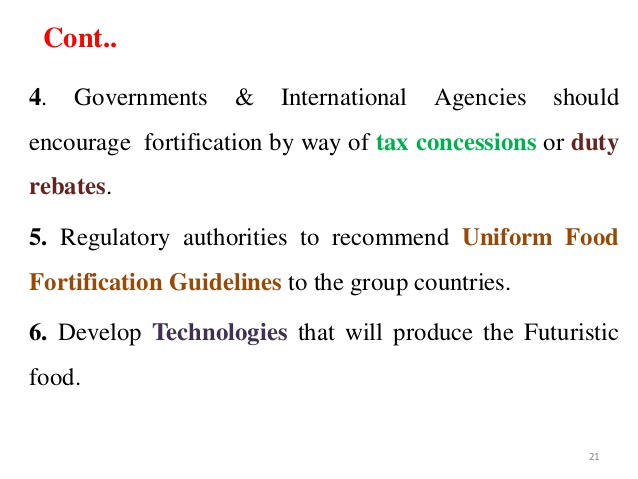 Cont..
4. Governments & International Agencies should
encourage fortification by way of tax concessions or duty
rebates.
5. Regulatory authorities to recommend Uniform Food
Fortification Guidelines to the group countries.
6. Develop Technologies that will produce the Futuristic
food.
21